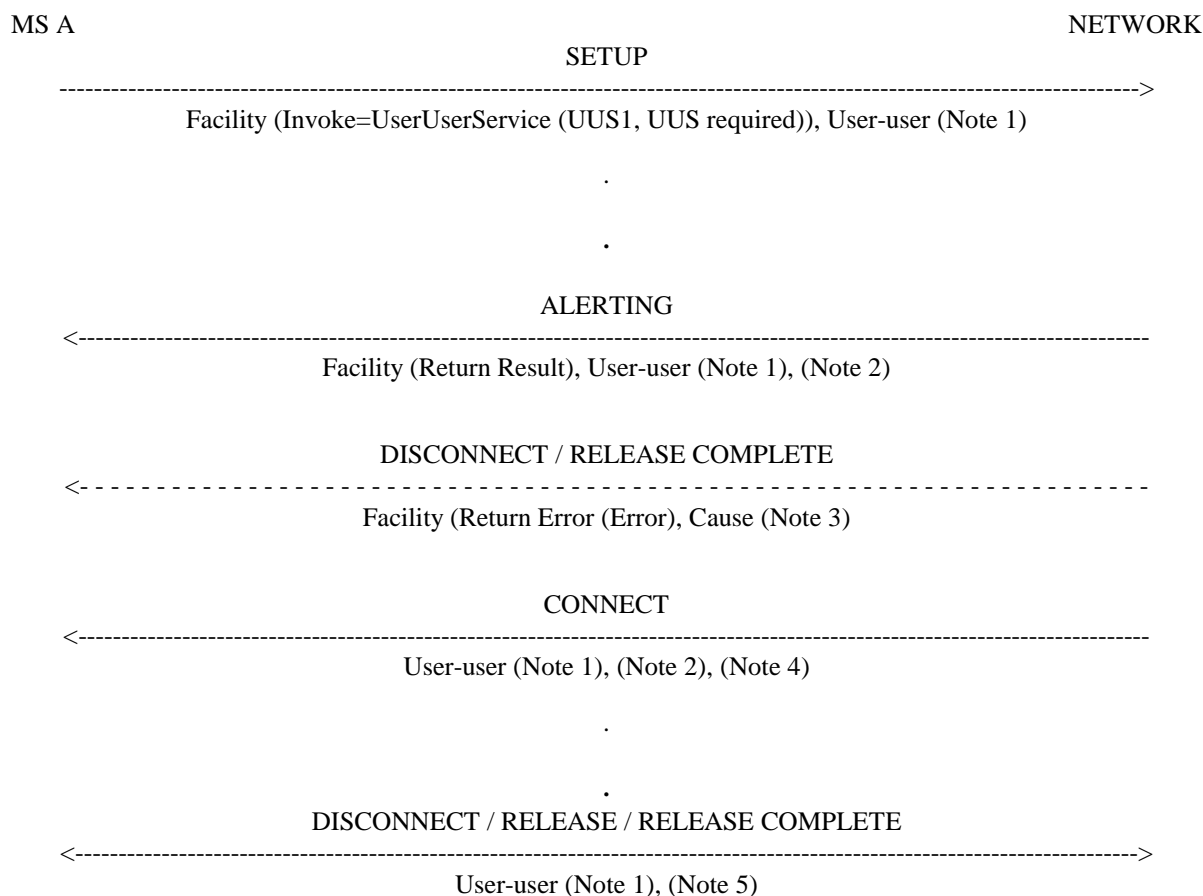 MS A NETWORK
SETUP
Facility (Invoke=UserUserService (UUS1, UUS required)), User-user (Note 1)
.
.
ALERTING
Facility (Return Result), User-user (Note 1), (Note 2)
DISCONNECT / RELEASE COMPLETE
Facility (Return Error (Error), Cause (Note 3)
CONNECT
User-user (Note 1), (Note 2), (Note 4)
.
.
DISCONNECT / RELEASE / RELEASE COMPLETE
User-user (Note 1), (Note 5)